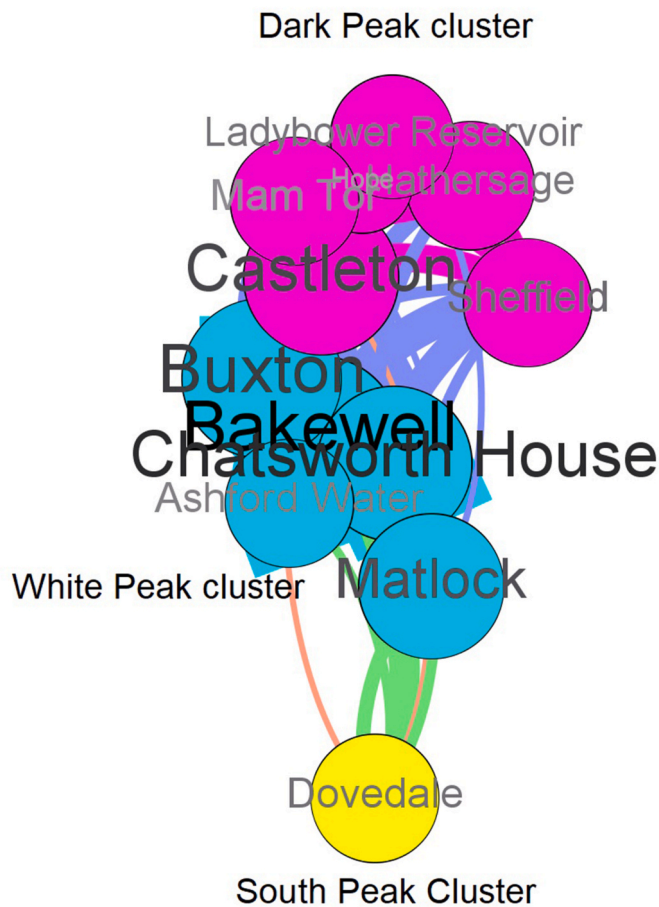 Dark Peak cluster
Ladybower Reservoir
Hope
Hathersage
Mam Tor
Castleton
Sheffield
Buxton
Bakewell
Chatsworth House
Ashford Water
White Peak cluster
Matlock
Dovedale
South Peak Cluster